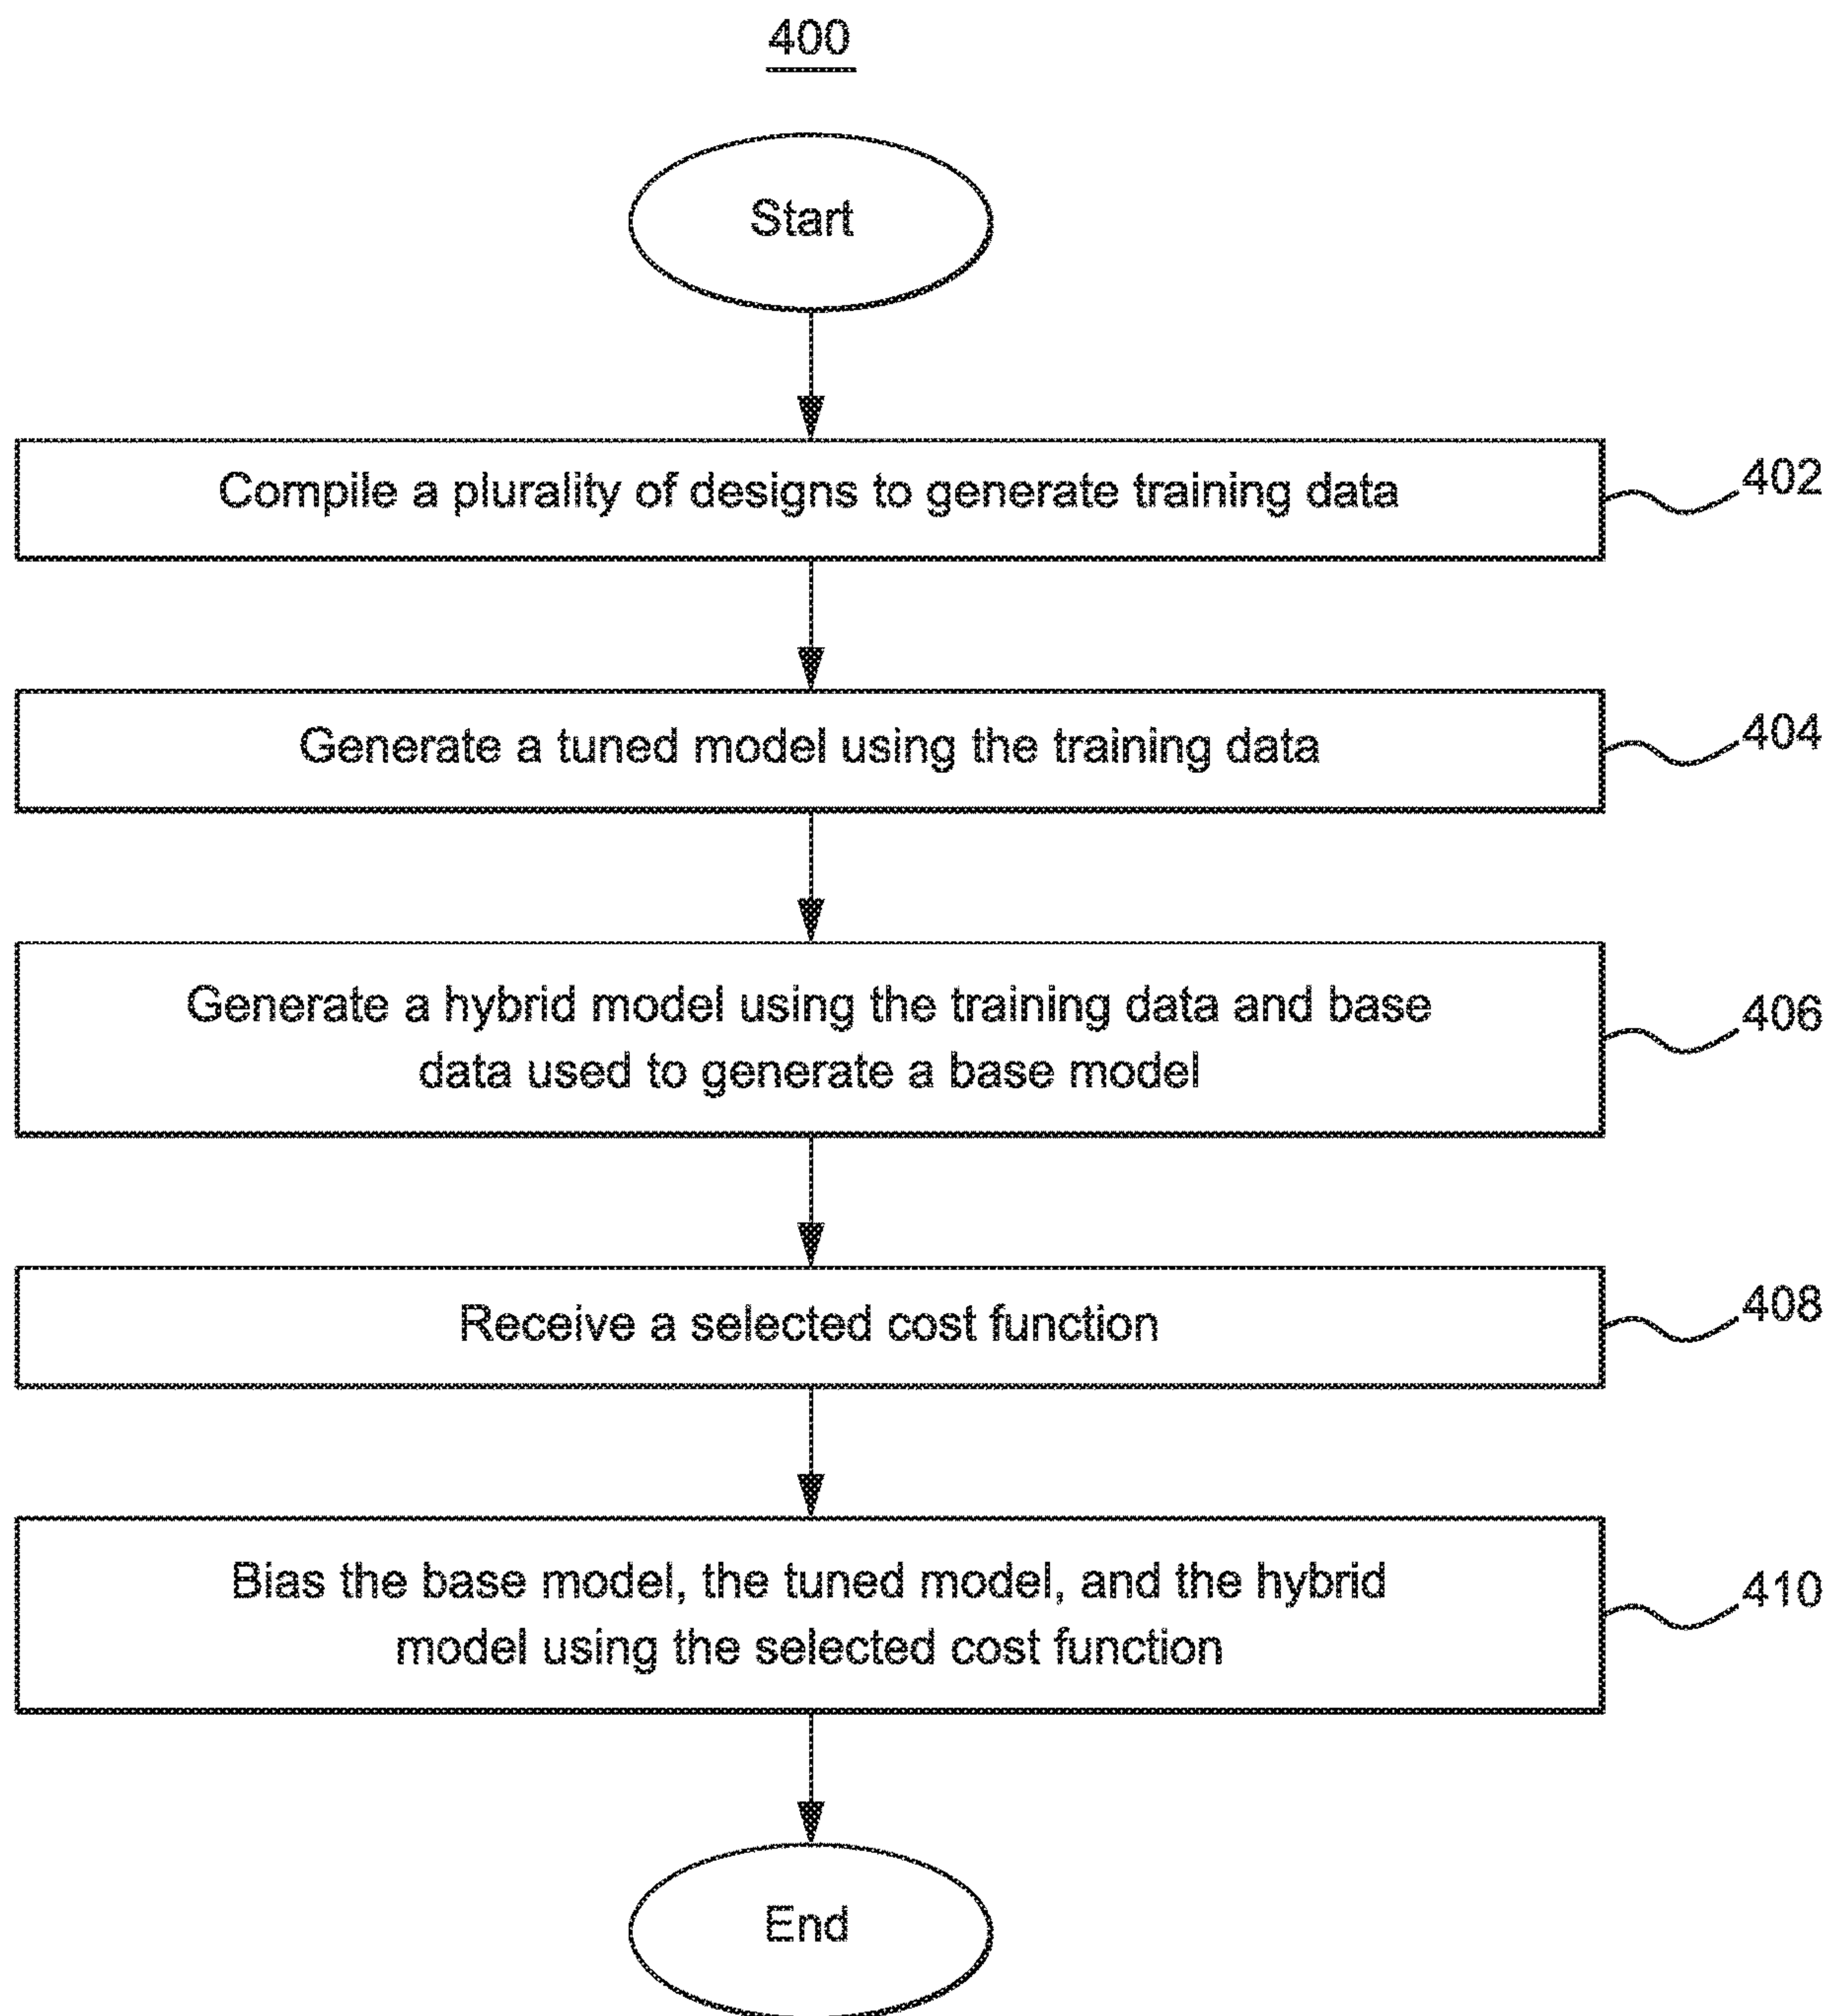 400
Start
Compile a plurality of designs to generate training data
402
Generate a tuned model using the training data
404
Generate a hybrid model using the training data and base
data used to generate a base model
406
Receive a selected cost function
408
Bias the base model, the tuned model, and the hybrid
model using the selected cost function
410
End